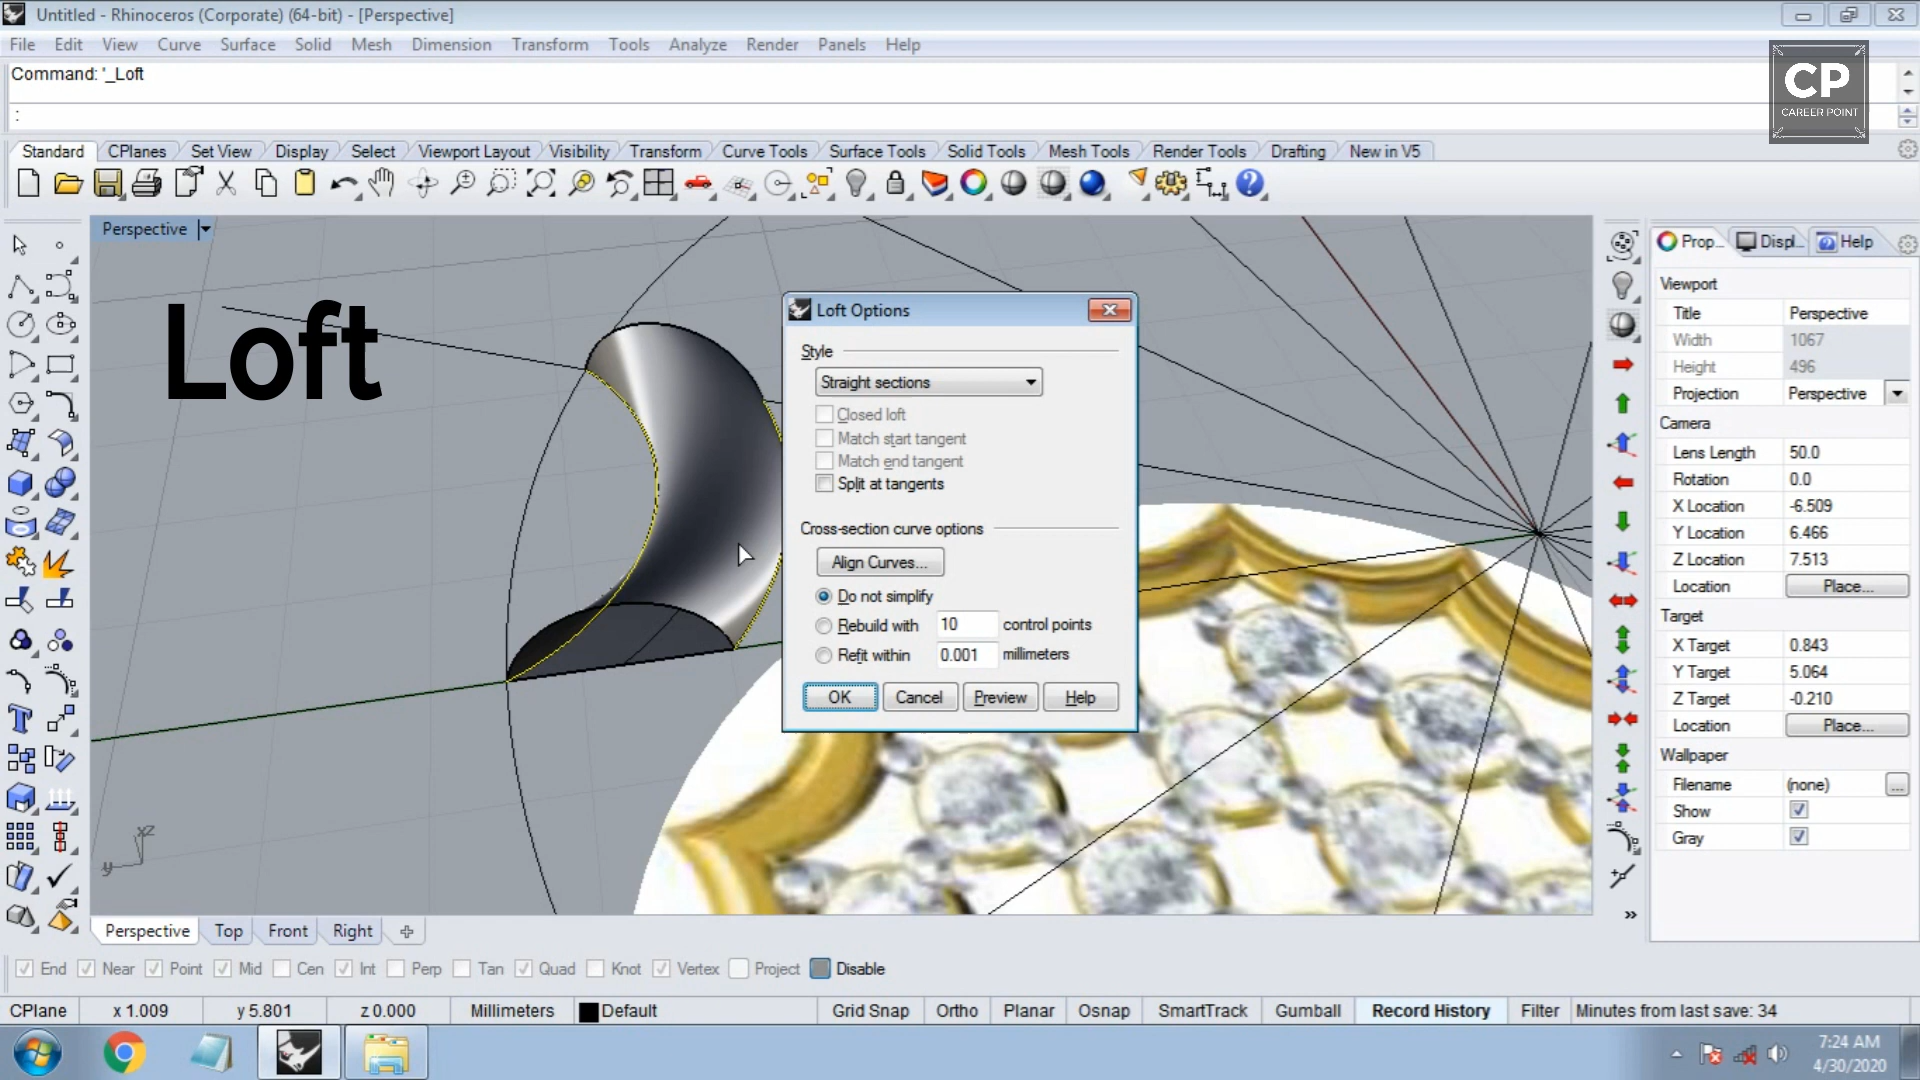 Untitled - Rhinoceros (Corporate) (64-bit) - [Perspective]
File Edit View Curve Surface Solid Mesh Dimension Transform Tools Analyze Render Panels Help
Command: '_Loft
:
CP
CAREER POINT
Standard CPlanes Set View Display Select Viewport Layout Visibility Transform Curve Tools Surface Tools Solid Tools Mesh Tools Render Tools Drafting New in V5
Perspective
Loft
Loft Options
Style
Straight sections
Closed loft
Match start tangent
Match end tangent
Split at tangents
Cross-section curve options
Align Curves...
Do not simplify
Rebuild with 10 control points
Refit within 0.001 millimeters
OK Cancel Preview Help
Prop... Displ... Help
Viewport
Title Perspective
Width 1067
Height 496
Projection Perspective
Camera
Lens Length 50.0
Rotation 0.0
X Location -6.509
Y Location 6.466
Z Location 7.513
Location Place...
Target
X Target 0.843
Y Target 5.064
Z Target -0.210
Location Place...
Wallpaper
Filename (none) ...
Show
Gray
xz
y
Perspective Top Front Right
End Near Point Mid Cen Int Perp Tan Quad Knot Vertex Project Disable
CPlane x 1.009 y 5.801 z 0.000 Millimeters Default Grid Snap Ortho Planar Osnap SmartTrack Gumball Record History Filter Minutes from last save: 34
7:24 AM
4/30/2020